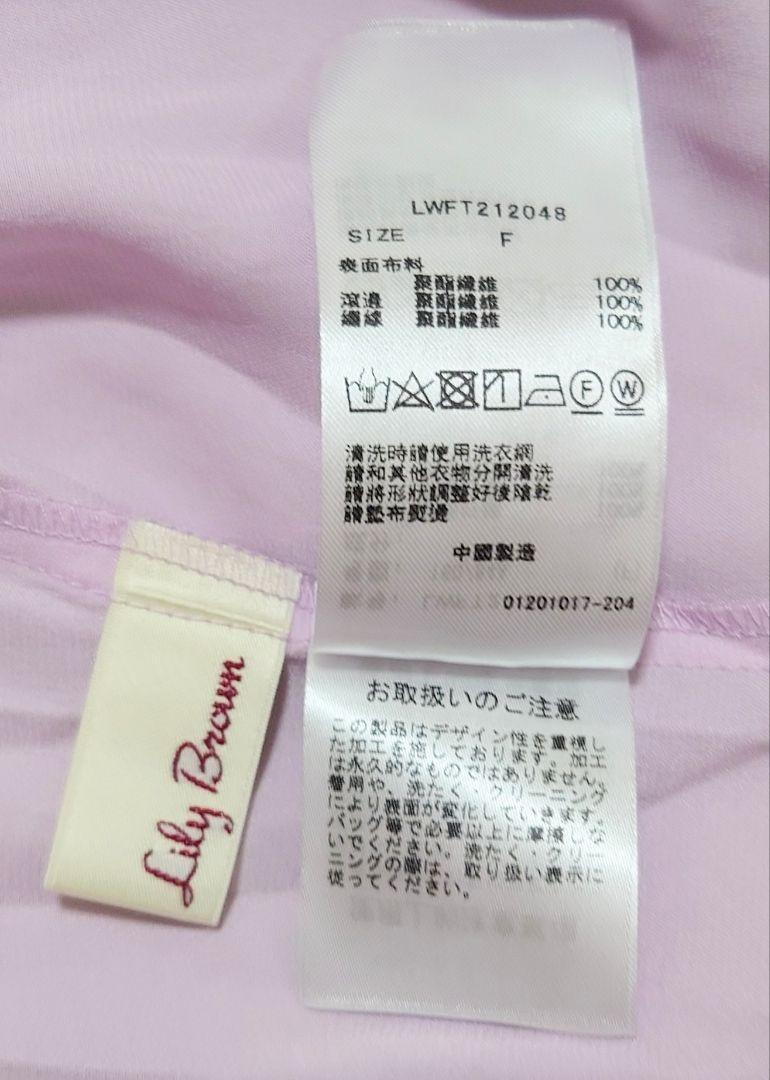 LWFT212048
SIZE F
表面布料
聚酯纖維 100%
滾邊 聚酯纖維 100%
繡線 聚酯纖維 100%
F W
清洗時請使用洗衣網
請和其他衣物分開清洗
請將形狀調整好後陰乾
請墊布熨燙
中國製造
01201017-204
Lily Brown
お取扱いのご注意
この製品はデザイン性を重視し
た加工を施しております。加工
は永久的なものではありません。
着用や、洗たく・クリーニング
により表面が変化していきます。
バッグ等で必要以上に摩擦しな
いでください。洗たく・クリー
ニングの際は、取り扱い表示に
従ってください。